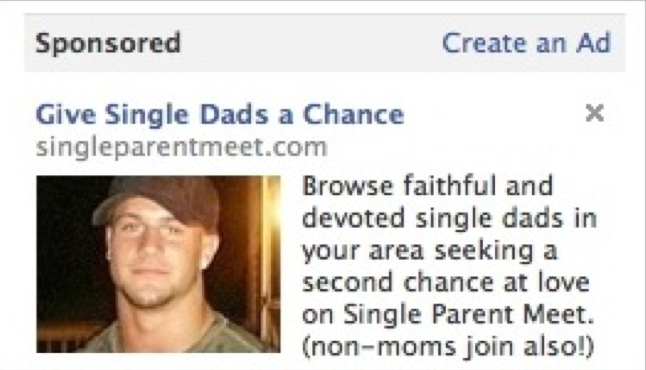 Sponsored
Create an Ad
Give Single Dads a Chance
singleparentmeet.com
Browse faithful and
devoted single dads in
your area seeking a
second chance at love
on Single Parent Meet.
(non-moms join also!)